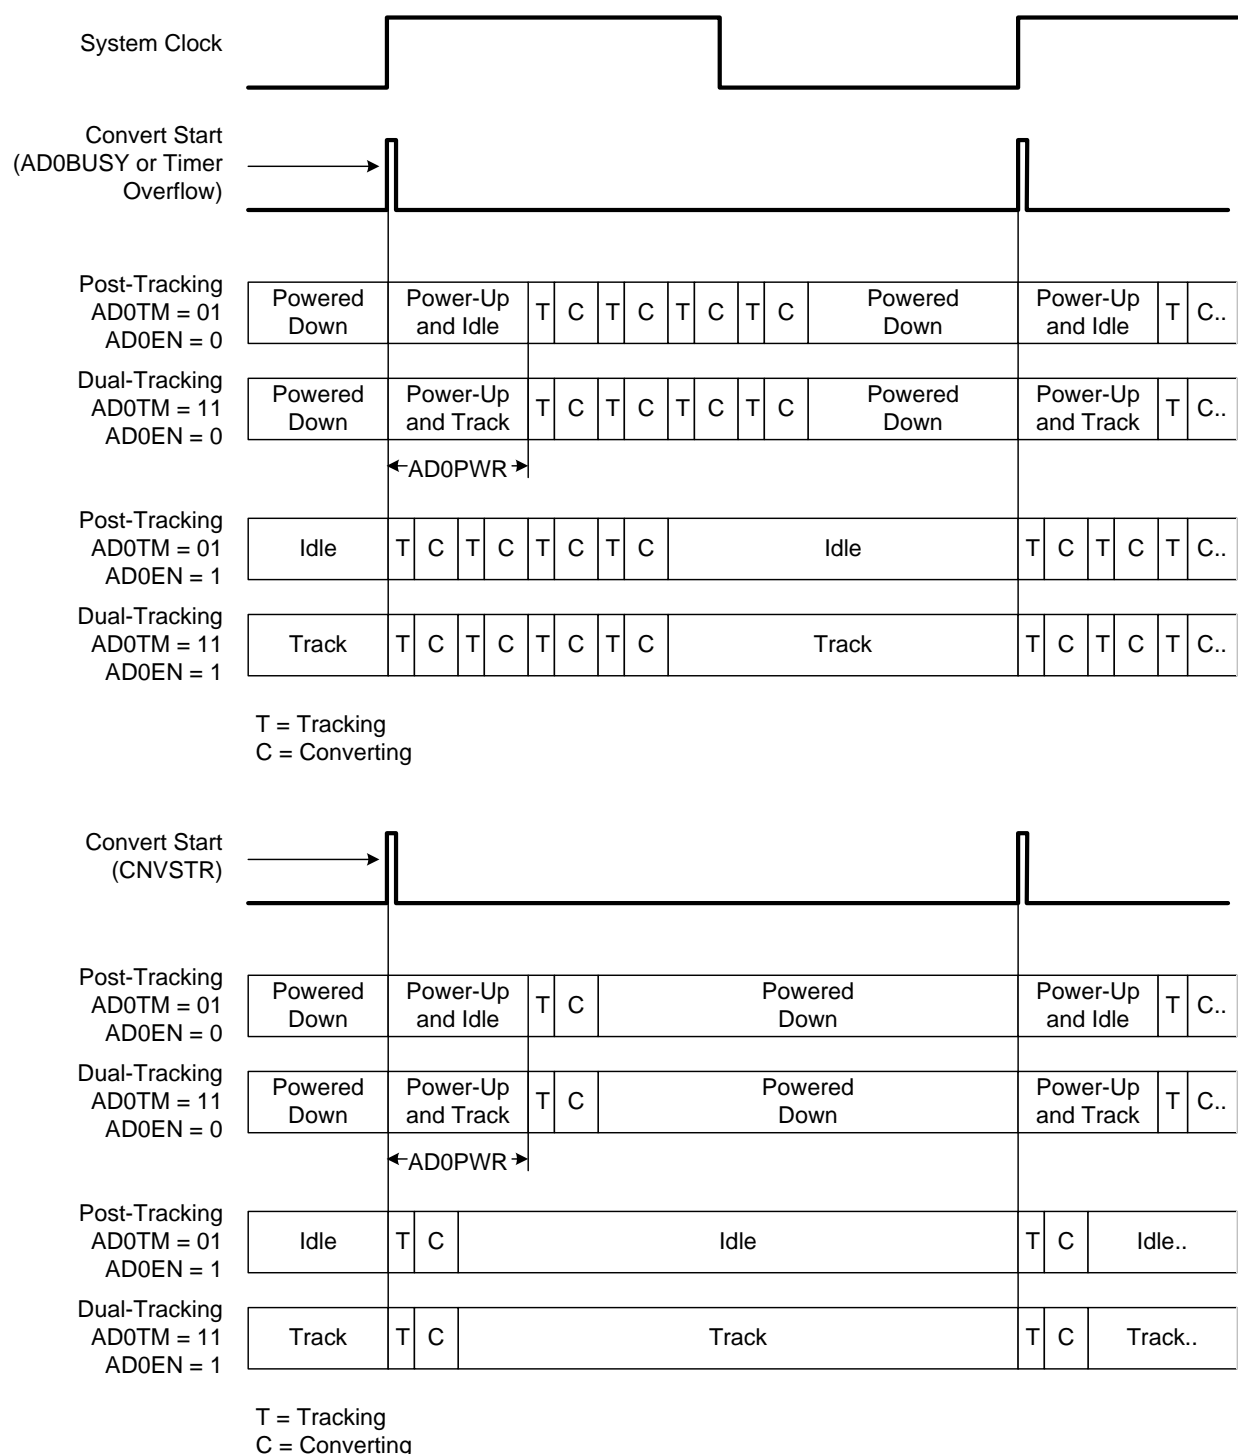 System Clock
Convert Start
(AD0BUSY or Timer
Overflow)
Post-Tracking
AD0TM = 01
AD0EN = 0
Powered
Down
Power-Up
and Idle
T C T C T C T C
Powered
Down
Power-Up
and Idle
T C..
Dual-Tracking
AD0TM = 11
AD0EN = 0
Powered
Down
Power-Up
and Track
T C T C T C T C
Powered
Down
Power-Up
and Track
T C..
AD0PWR
Post-Tracking
AD0TM = 01
AD0EN = 1
Idle T C T C T C T C Idle T C T C T C..
Dual-Tracking
AD0TM = 11
AD0EN = 1
Track T C T C T C T C Track T C T C T C..
T = Tracking
C = Converting
Convert Start
(CNVSTR)
Post-Tracking
AD0TM = 01
AD0EN = 0
Powered
Down
Power-Up
and Idle
T C
Powered
Down
Power-Up
and Idle
T C..
Dual-Tracking
AD0TM = 11
AD0EN = 0
Powered
Down
Power-Up
and Track
T C
Powered
Down
Power-Up
and Track
T C..
AD0PWR
Post-Tracking
AD0TM = 01
AD0EN = 1
Idle T C Idle T C Idle..
Dual-Tracking
AD0TM = 11
AD0EN = 1
Track T C Track T C Track..
T = Tracking
C = Converting